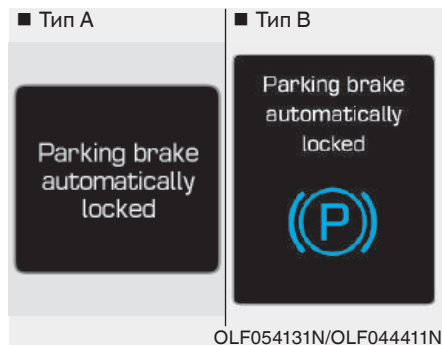 ■ Тип A
Parking brake
automatically
locked
■ Тип B
Parking brake
automatically
locked
P
OLF054131N/OLF044411N